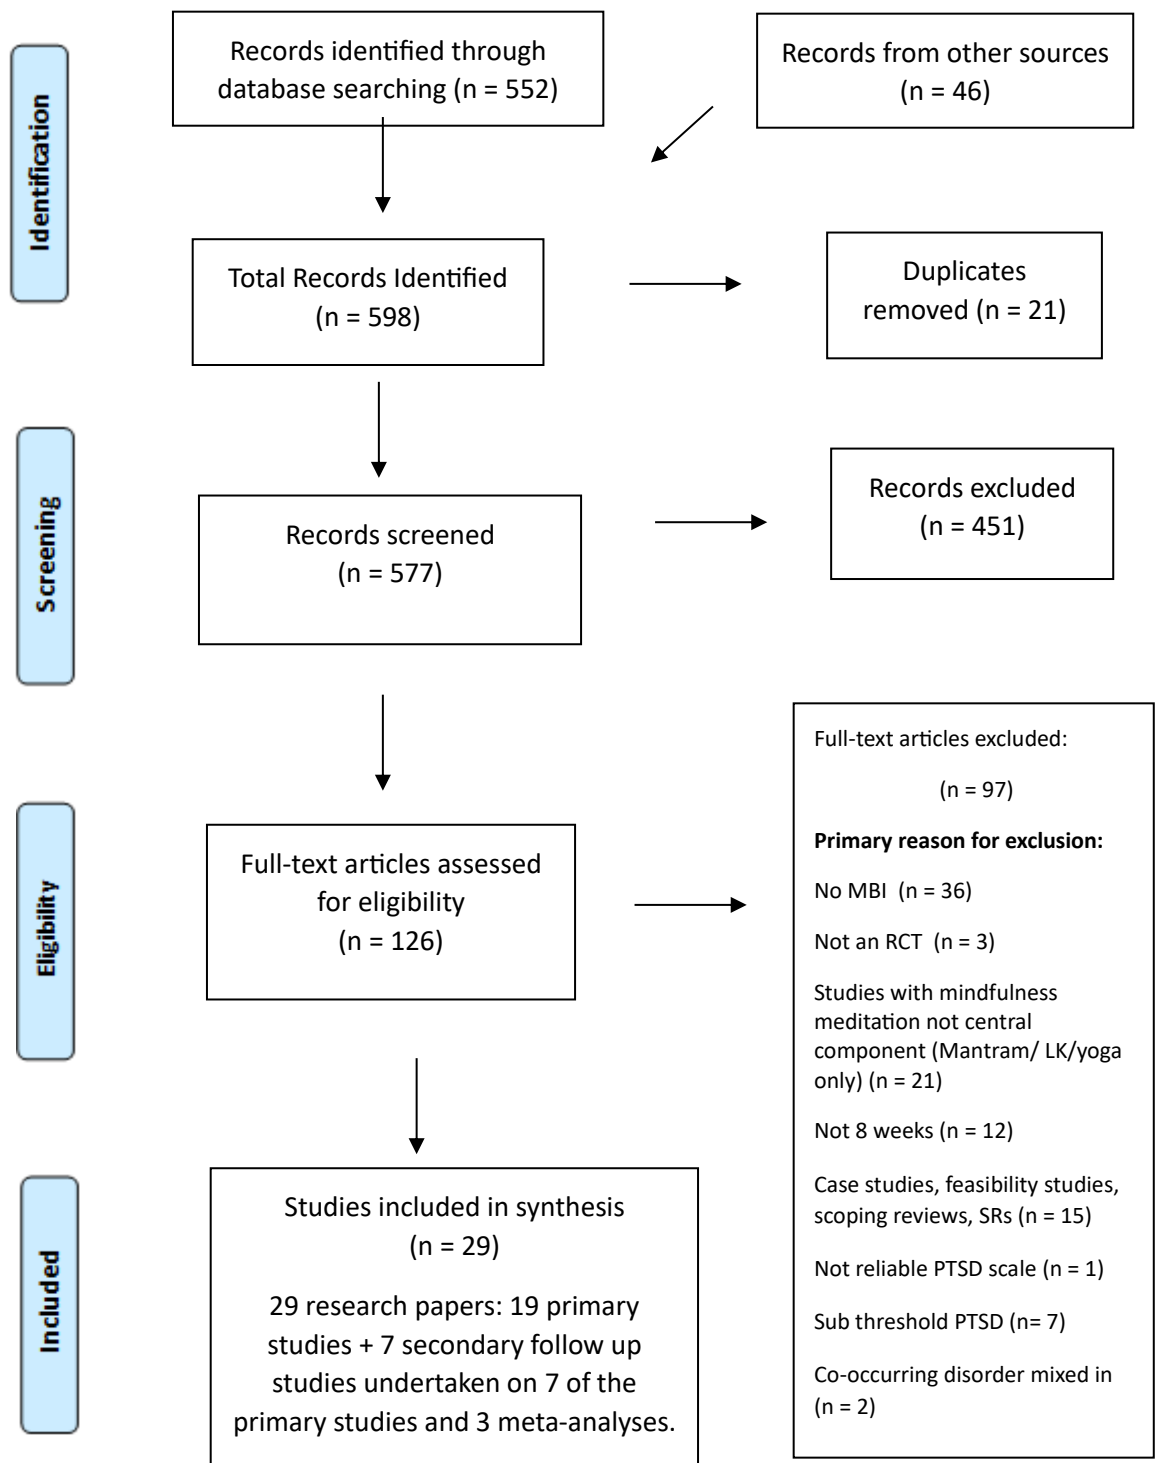 Identification
Records identified through
database searching (n = 552)
Records from other sources
(n = 46)
Total Records Identified
(n = 598)
Duplicates
removed (n = 21)
Screening
Records screened
(n = 577)
Records excluded
(n = 451)
Eligibility
Full-text articles assessed
for eligibility
(n = 126)
Full-text articles excluded:
(n = 97)
Primary reason for exclusion:
No MBI (n = 36)
Not an RCT (n = 3)
Studies with mindfulness
meditation not central
component (Mantram/ LK/yoga
only) (n = 21)
Not 8 weeks (n = 12)
Case studies, feasibility studies,
scoping reviews, SRs (n = 15)
Not reliable PTSD scale (n = 1)
Sub threshold PTSD (n= 7)
Co-occurring disorder mixed in
(n = 2)
Included
Studies included in synthesis
(n = 29)
29 research papers: 19 primary
studies + 7 secondary follow up
studies undertaken on 7 of the
primary studies and 3 meta-analyses.